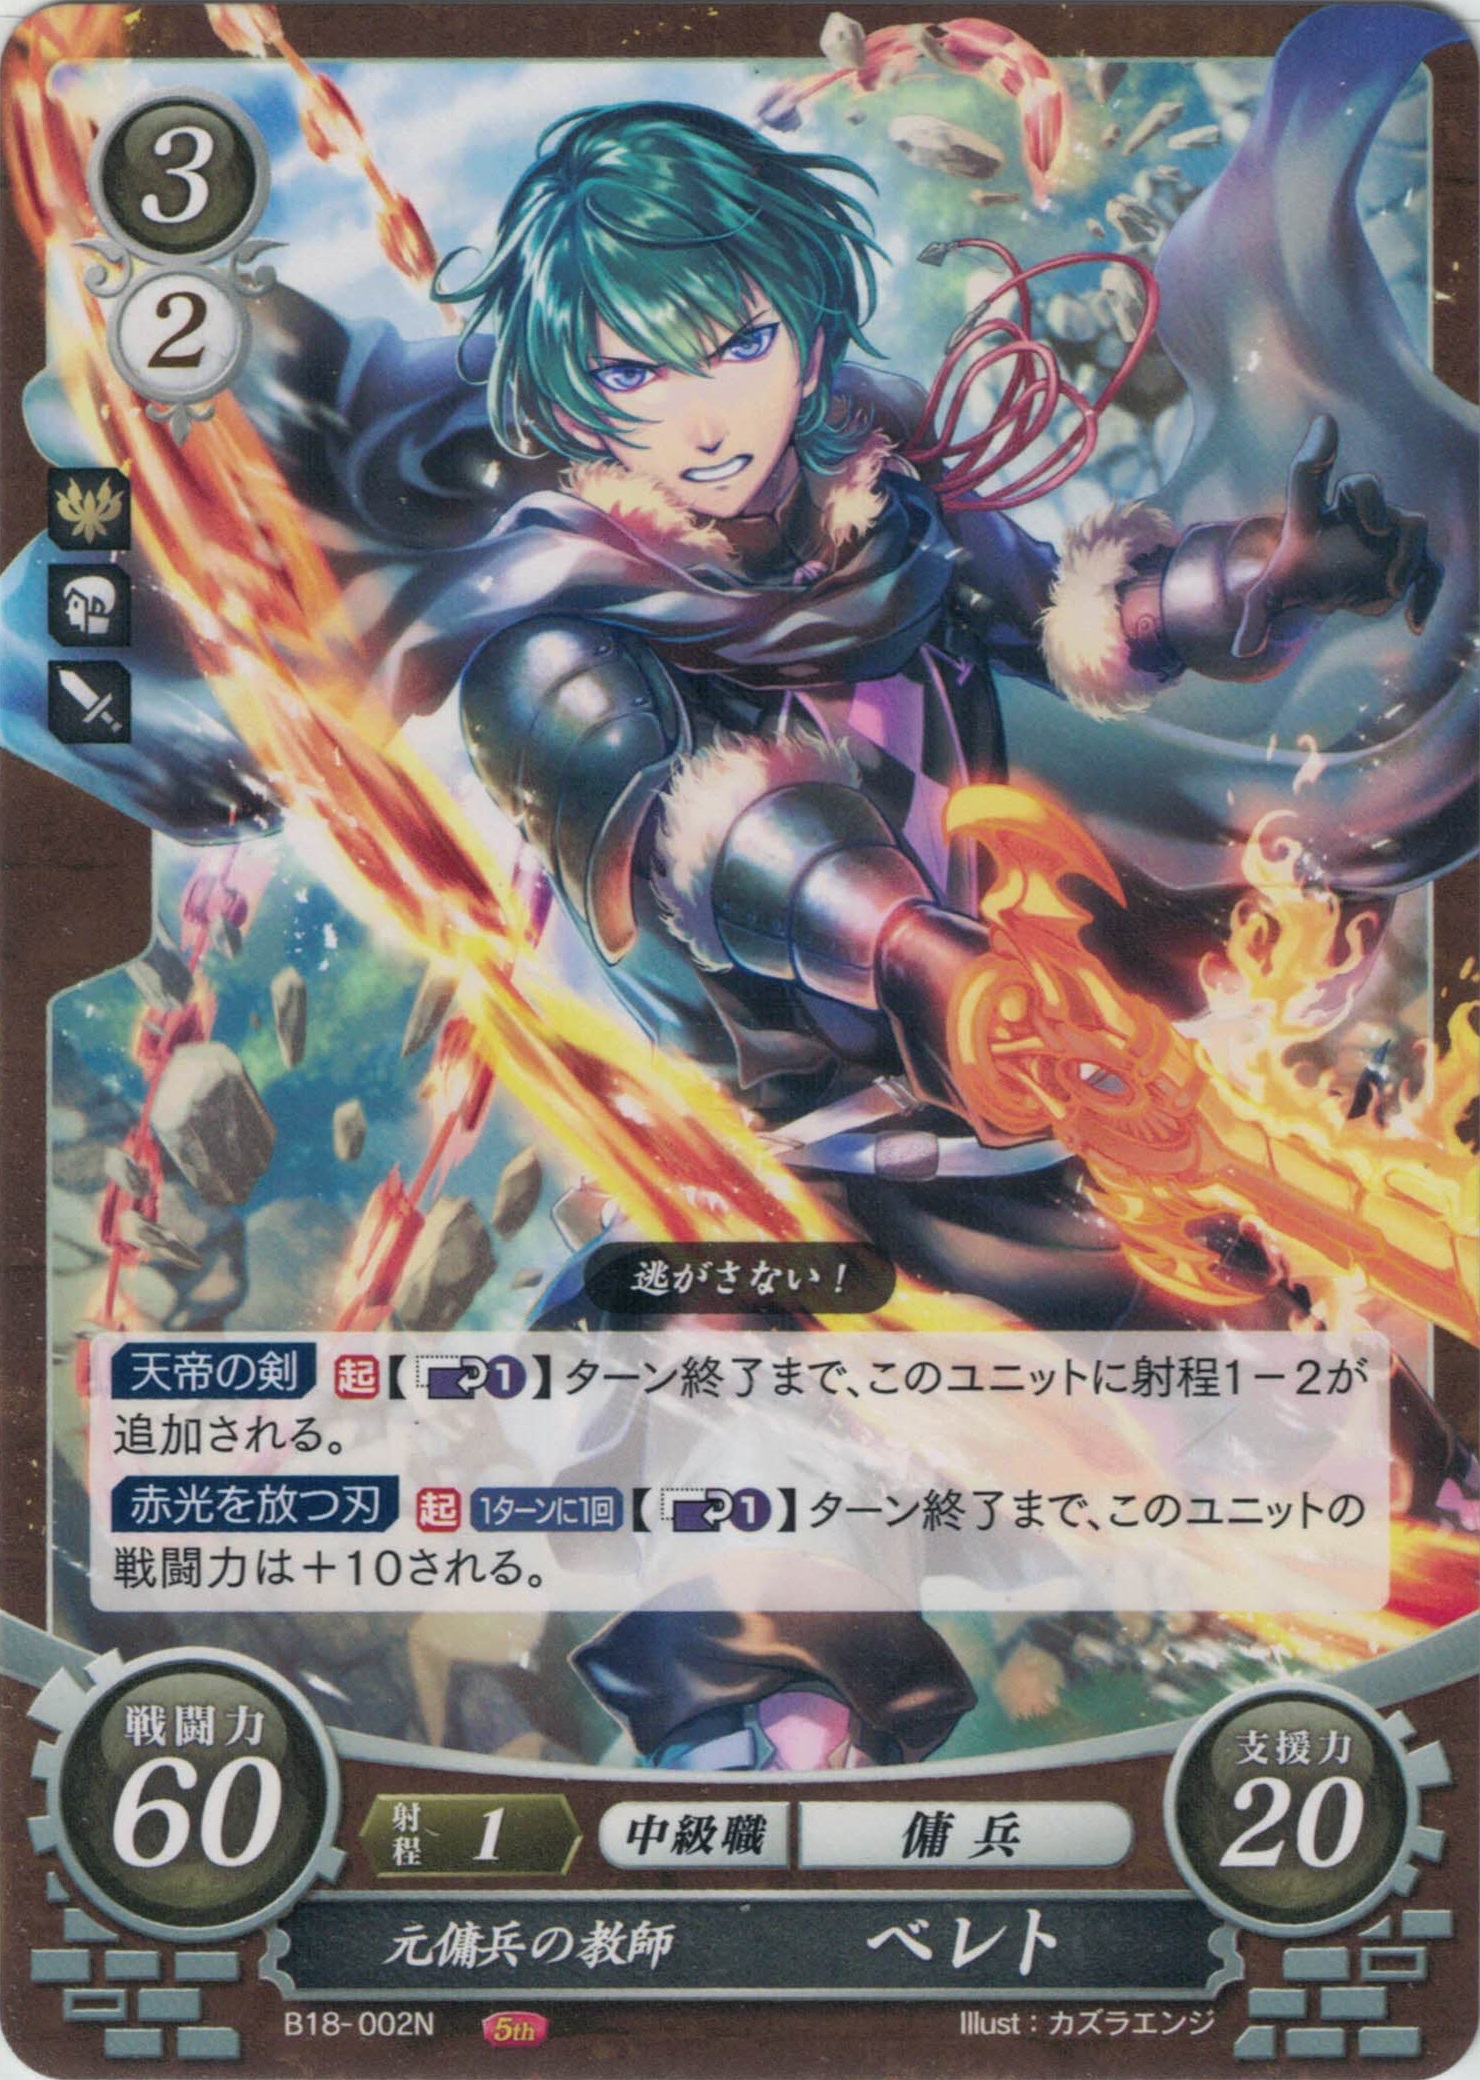 3
2
逃がさない！
天帝の剣 起【1】ターン終了まで、このユニットに射程1－2が
追加される。
赤光を放つ刃 起 1ターンに1回【1】ターン終了まで、このユニットの
戦闘力は＋10される。
戦闘力
60
射程 1
中級職 傭兵
支援力
20
元傭兵の教師 ベレト
B18-002N 5th Illust：カズラエンジ